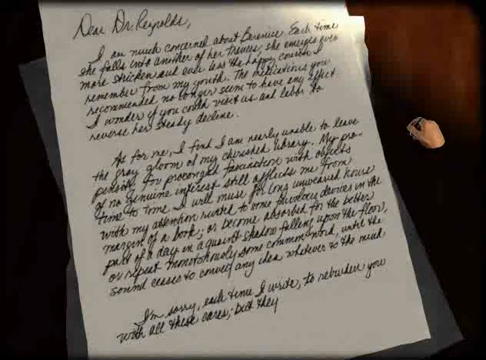 Dear Dr. Reynolds,
I am much concerned about Berenice. Each time
she falls into another of her trances, she emerges ever
more stricken and ever less the happy cousin I
remember from my youth. The medications you
recommended no longer seem to have any effect.
I wonder if you could visit us and labor to
reverse her steady decline.
As for me, I find I am nearly unable to leave
the gray gloom of my cherished library. My pro-
pensity for prolonged fascination with objects
of no genuine interest still afflicts me from
time to time. I will muse for long unwearied hours
with my attention riveted to some frivolous device in the
margin of a book; or, become absorbed for the better
part of a day in a quaint shadow falling upon the floor,
or repeat monotonously some common word, until the
sound ceases to convey any idea whatever to the mind.
I'm sorry, each time I write, to reburden you
with all these cares; but they